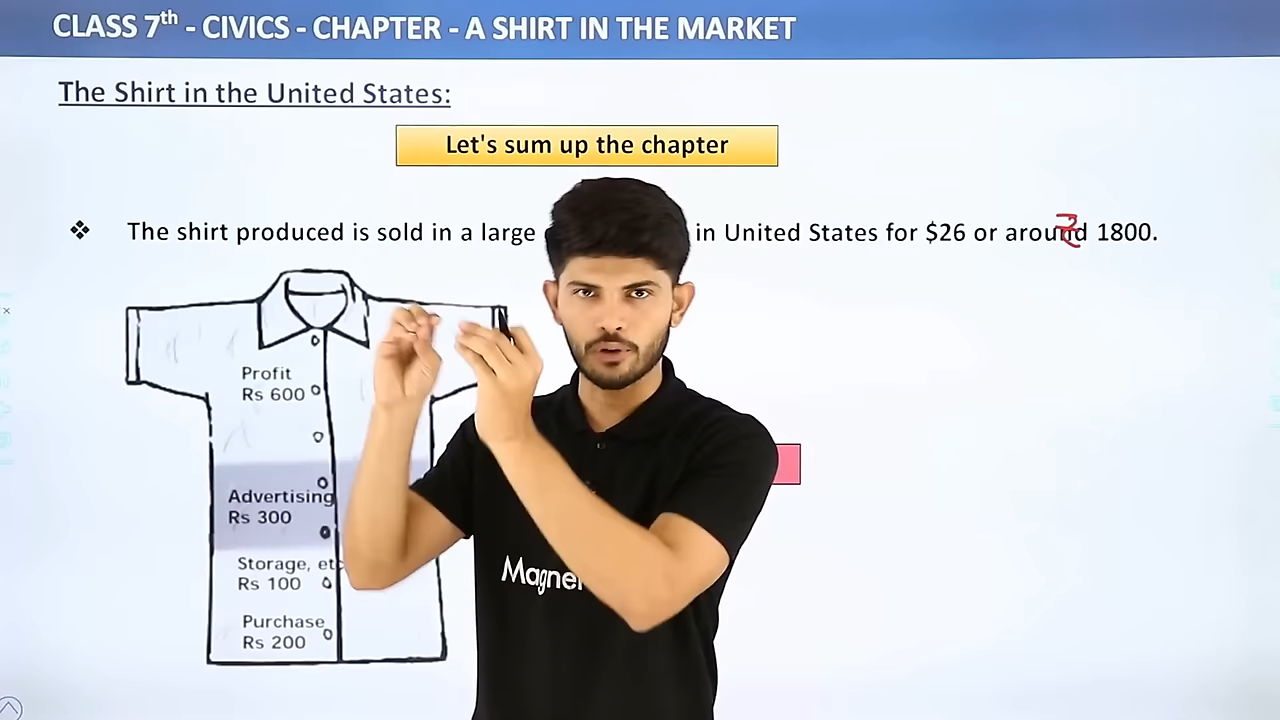 CLASS 7th - CIVICS - CHAPTER - A SHIRT IN THE MARKET
The Shirt in the United States:
Let's sum up the chapter
❖ The shirt produced is sold in a large in United States for $26 or around 1800.
Profit
Rs 600
Advertising
Rs 300
Storage, etc
Rs 100
Purchase
Rs 200
Magne